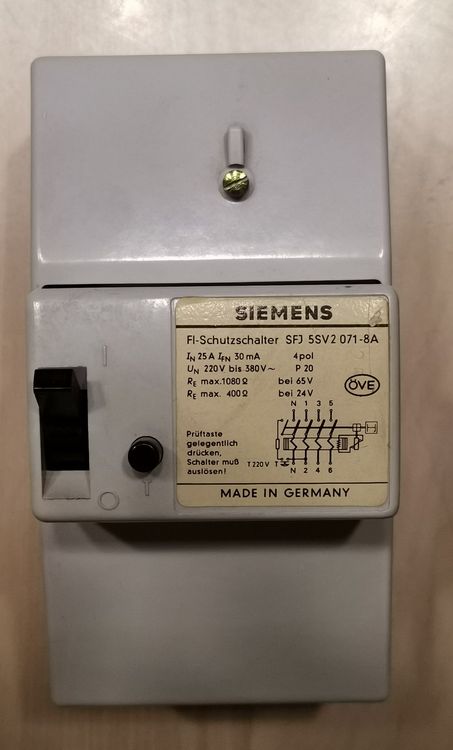 SIEMENS
FI-Schutzschalter SFJ 5SV2 071-8A
IN 25 A IFN 30 mA 4pol
UN 220V bis 380V~ P 20
RE max. 1080Ω bei 65V
RE max. 400Ω bei 24V
ÖVE
N 1 3 5
Prüftaste
gelegentlich
drücken,
Schalter muß
auslösen!
T 220 V T
N 2 4 6
MADE IN GERMANY
I
T
O